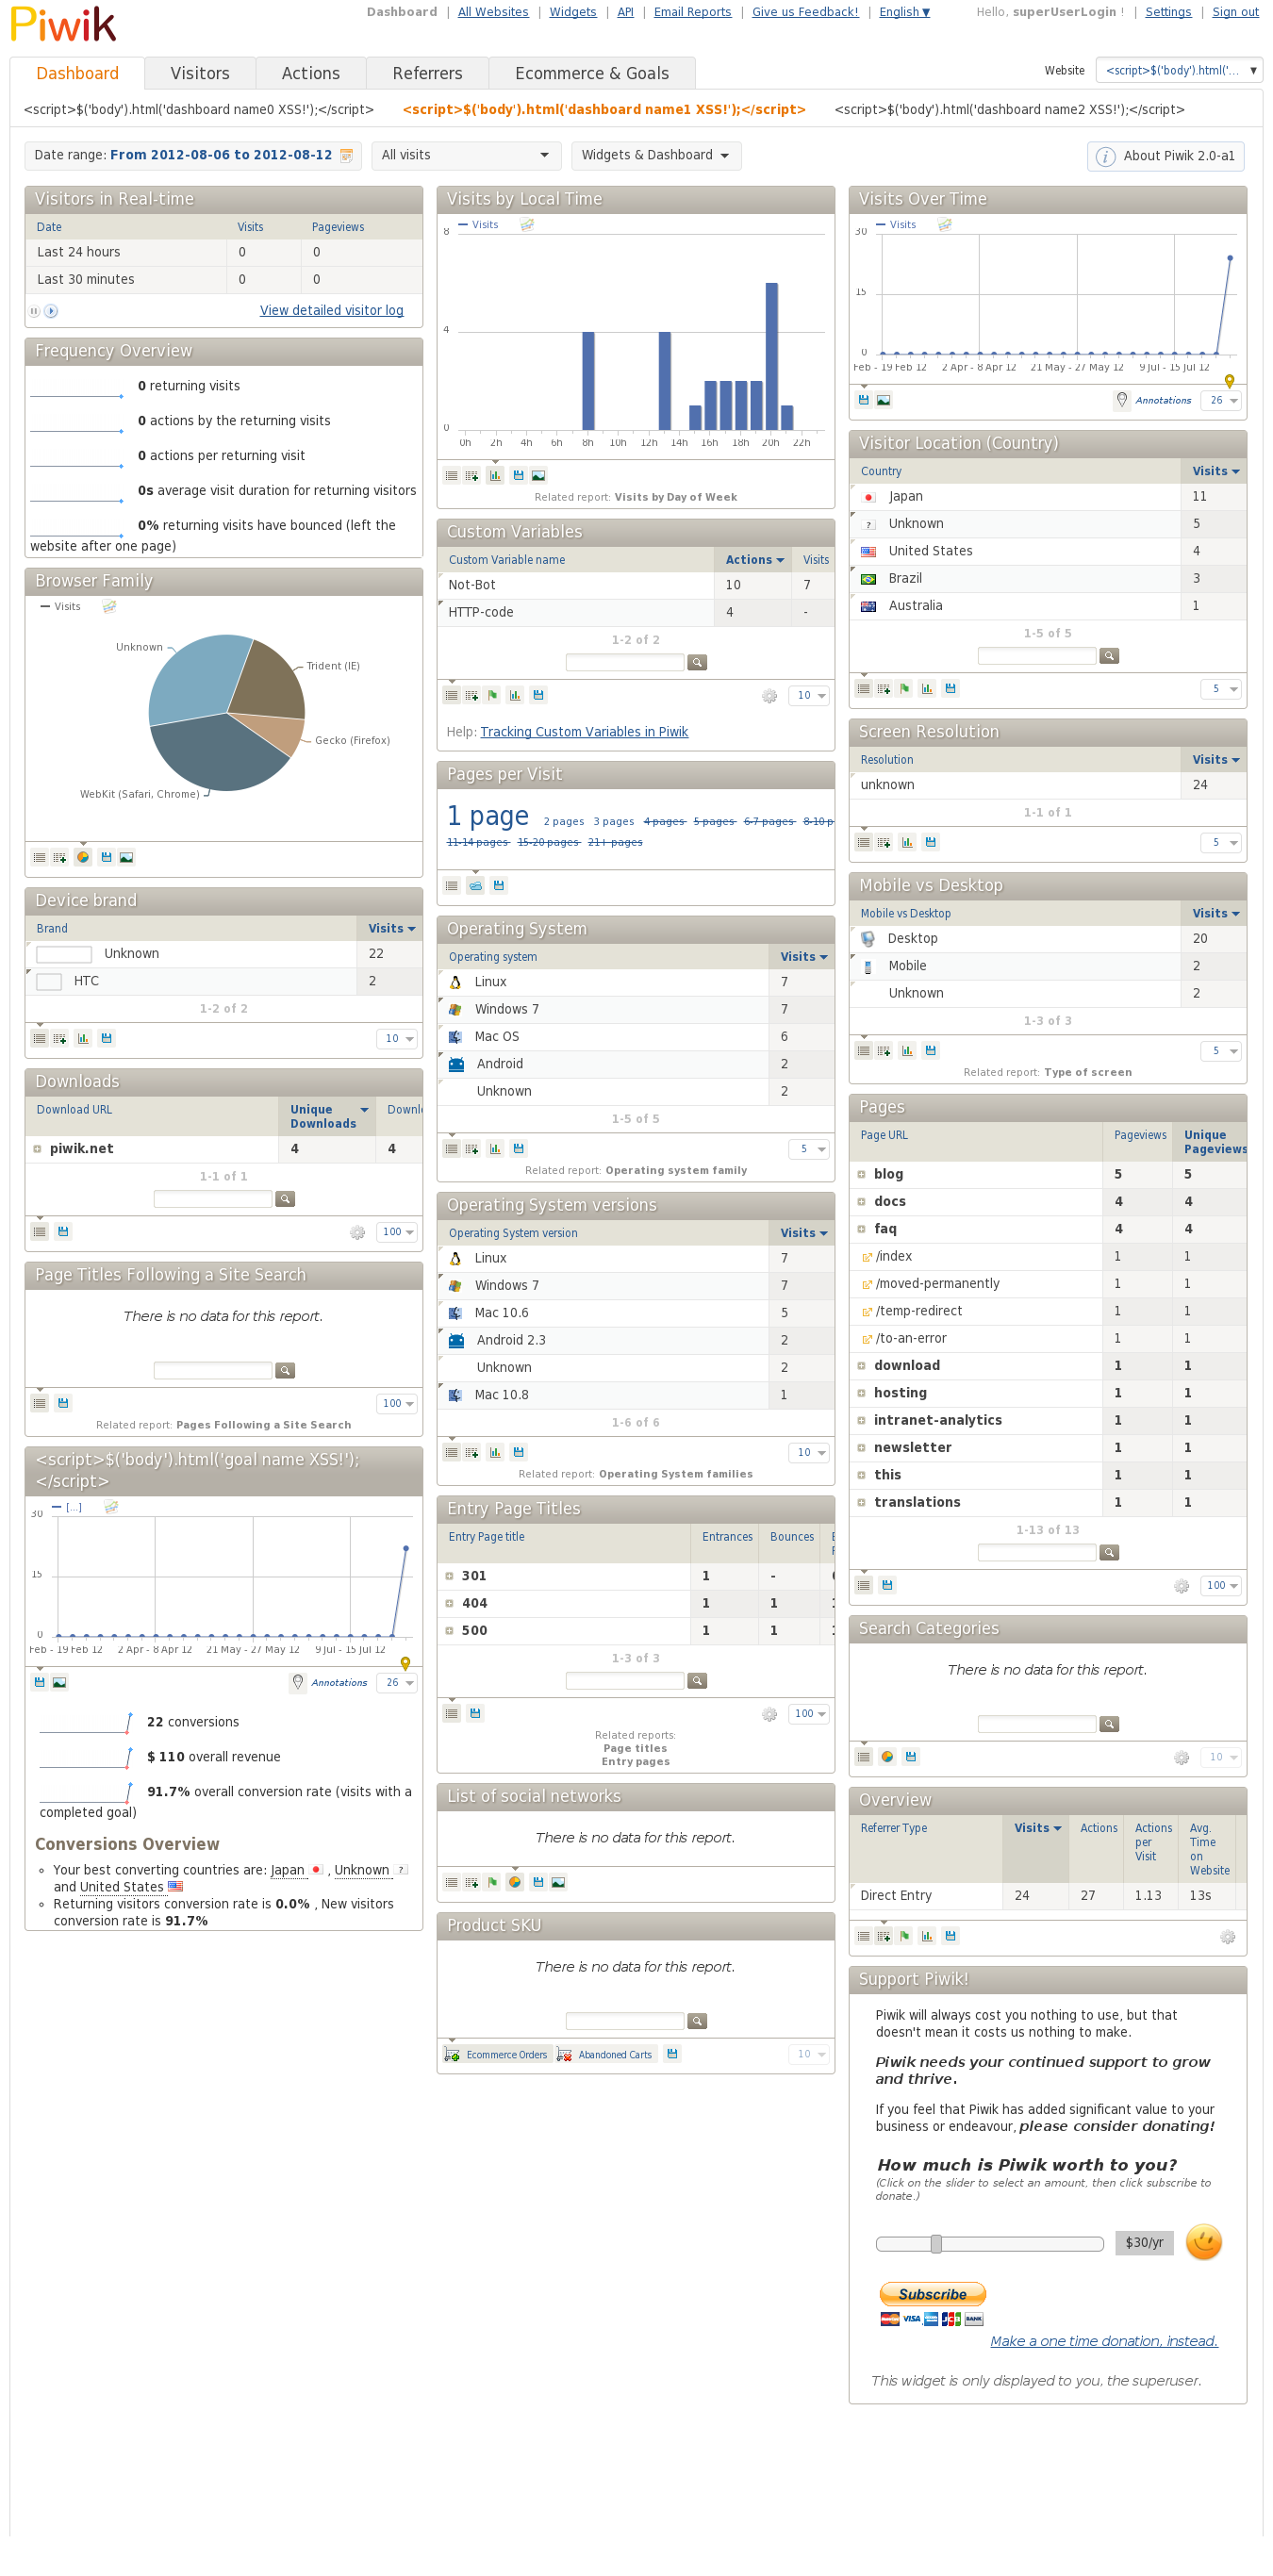 Piwik
Dashboard | All Websites | Widgets | API | Email Reports | Give us Feedback! | English ▼
Hello, superUserLogin ! | Settings | Sign out
Dashboard Visitors Actions Referrers Ecommerce & Goals
Website <script>$('body').html('... ▼
<script>$('body').html('dashboard name0 XSS!');</script> <script>$('body').html('dashboard name1 XSS!');</script> <script>$('body').html('dashboard name2 XSS!');</script>
Date range: From 2012-08-06 to 2012-08-12 All visits Widgets & Dashboard About Piwik 2.0-a1
Visitors in Real-time
Date Visits Pageviews
Last 24 hours 0 0
Last 30 minutes 0 0
View detailed visitor log
Frequency Overview
0 returning visits
0 actions by the returning visits
0 actions per returning visit
0s average visit duration for returning visitors
0% returning visits have bounced (left the
website after one page)
Browser Family
Visits
Unknown
Trident (IE)
Gecko (Firefox)
WebKit (Safari, Chrome)
Device brand
Brand Visits
Unknown 22
HTC 2
1-2 of 2
10
Downloads
Download URL Unique
Downloads
piwik.net 4 4
1-1 of 1
100
Page Titles Following a Site Search
There is no data for this report.
100
Related report: Pages Following a Site Search
<script>$('body').html('goal name XSS!');
</script>
[...]
30
15
0
Feb - 19 Feb 12 2 Apr - 8 Apr 12 21 May - 27 May 12 9 Jul - 15 Jul 12
Annotations 26
22 conversions
$ 110 overall revenue
91.7% overall conversion rate (visits with a
completed goal)
Conversions Overview
Your best converting countries are: Japan , Unknown ?
and United States
Returning visitors conversion rate is 0.0% , New visitors
conversion rate is 91.7%
Visits by Local Time
Visits
8
4
0
0h 2h 4h 6h 8h 10h 12h 14h 16h 18h 20h 22h
Related report: Visits by Day of Week
Custom Variables
Custom Variable name Actions Visits
Not-Bot 10 7
HTTP-code 4 -
1-2 of 2
10
Help: Tracking Custom Variables in Piwik
Pages per Visit
1 page 2 pages 3 pages 4 pages 5 pages 6-7 pages 8-10 p
11-14 pages 15-20 pages 21+ pages
Operating System
Operating system Visits
Linux 7
Windows 7 7
Mac OS 6
Android 2
Unknown 2
1-5 of 5
5
Related report: Operating system family
Operating System versions
Operating System version Visits
Linux 7
Windows 7 7
Mac 10.6 5
Android 2.3 2
Unknown 2
Mac 10.8 1
1-6 of 6
10
Related report: Operating System families
Entry Page Titles
Entry Page title Entrances Bounces
301 1 -
404 1 1
500 1 1
1-3 of 3
100
Related reports:
Page titles
Entry pages
List of social networks
There is no data for this report.
Product SKU
There is no data for this report.
Ecommerce Orders Abandoned Carts 10
Visits Over Time
Visits
30
15
0
Feb - 19 Feb 12 2 Apr - 8 Apr 12 21 May - 27 May 12 9 Jul - 15 Jul 12
Annotations 26
Visitor Location (Country)
Country Visits
Japan 11
? Unknown 5
United States 4
Brazil 3
Australia 1
1-5 of 5
5
Screen Resolution
Resolution Visits
unknown 24
1-1 of 1
5
Mobile vs Desktop
Mobile vs Desktop Visits
Desktop 20
Mobile 2
Unknown 2
1-3 of 3
5
Related report: Type of screen
Pages
Page URL Pageviews Unique
Pageviews
blog 5 5
docs 4 4
faq 4 4
/index 1 1
/moved-permanently 1 1
/temp-redirect 1 1
/to-an-error 1 1
download 1 1
hosting 1 1
intranet-analytics 1 1
newsletter 1 1
this 1 1
translations 1 1
1-13 of 13
100
Search Categories
There is no data for this report.
10
Overview
Referrer Type Visits Actions Actions
per
Visit Avg.
Time
on
Website
Direct Entry 24 27 1.13 13s
Support Piwik!
Piwik will always cost you nothing to use, but that
doesn't mean it costs us nothing to make.
Piwik needs your continued support to grow
and thrive.
If you feel that Piwik has added significant value to your
business or endeavour, please consider donating!
How much is Piwik worth to you?
(Click on the slider to select an amount, then click subscribe to
donate.)
$30/yr
Subscribe
VISA JCB BANK
Make a one time donation, instead.
This widget is only displayed to you, the superuser.